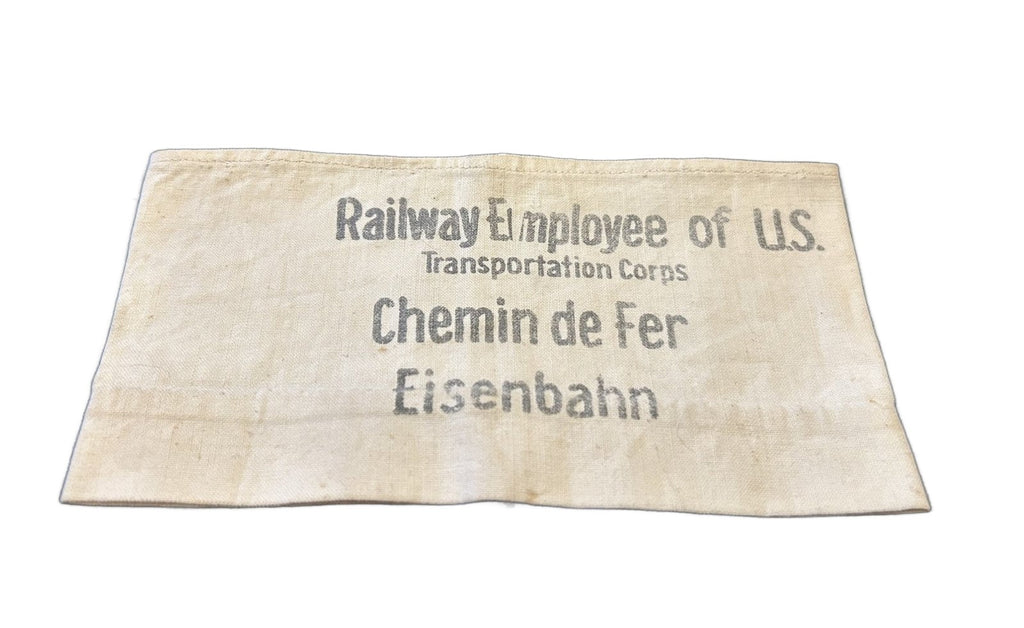 Railway Employee of U.S.
Transportation Corps
Chemin de Fer
Eisenbahn